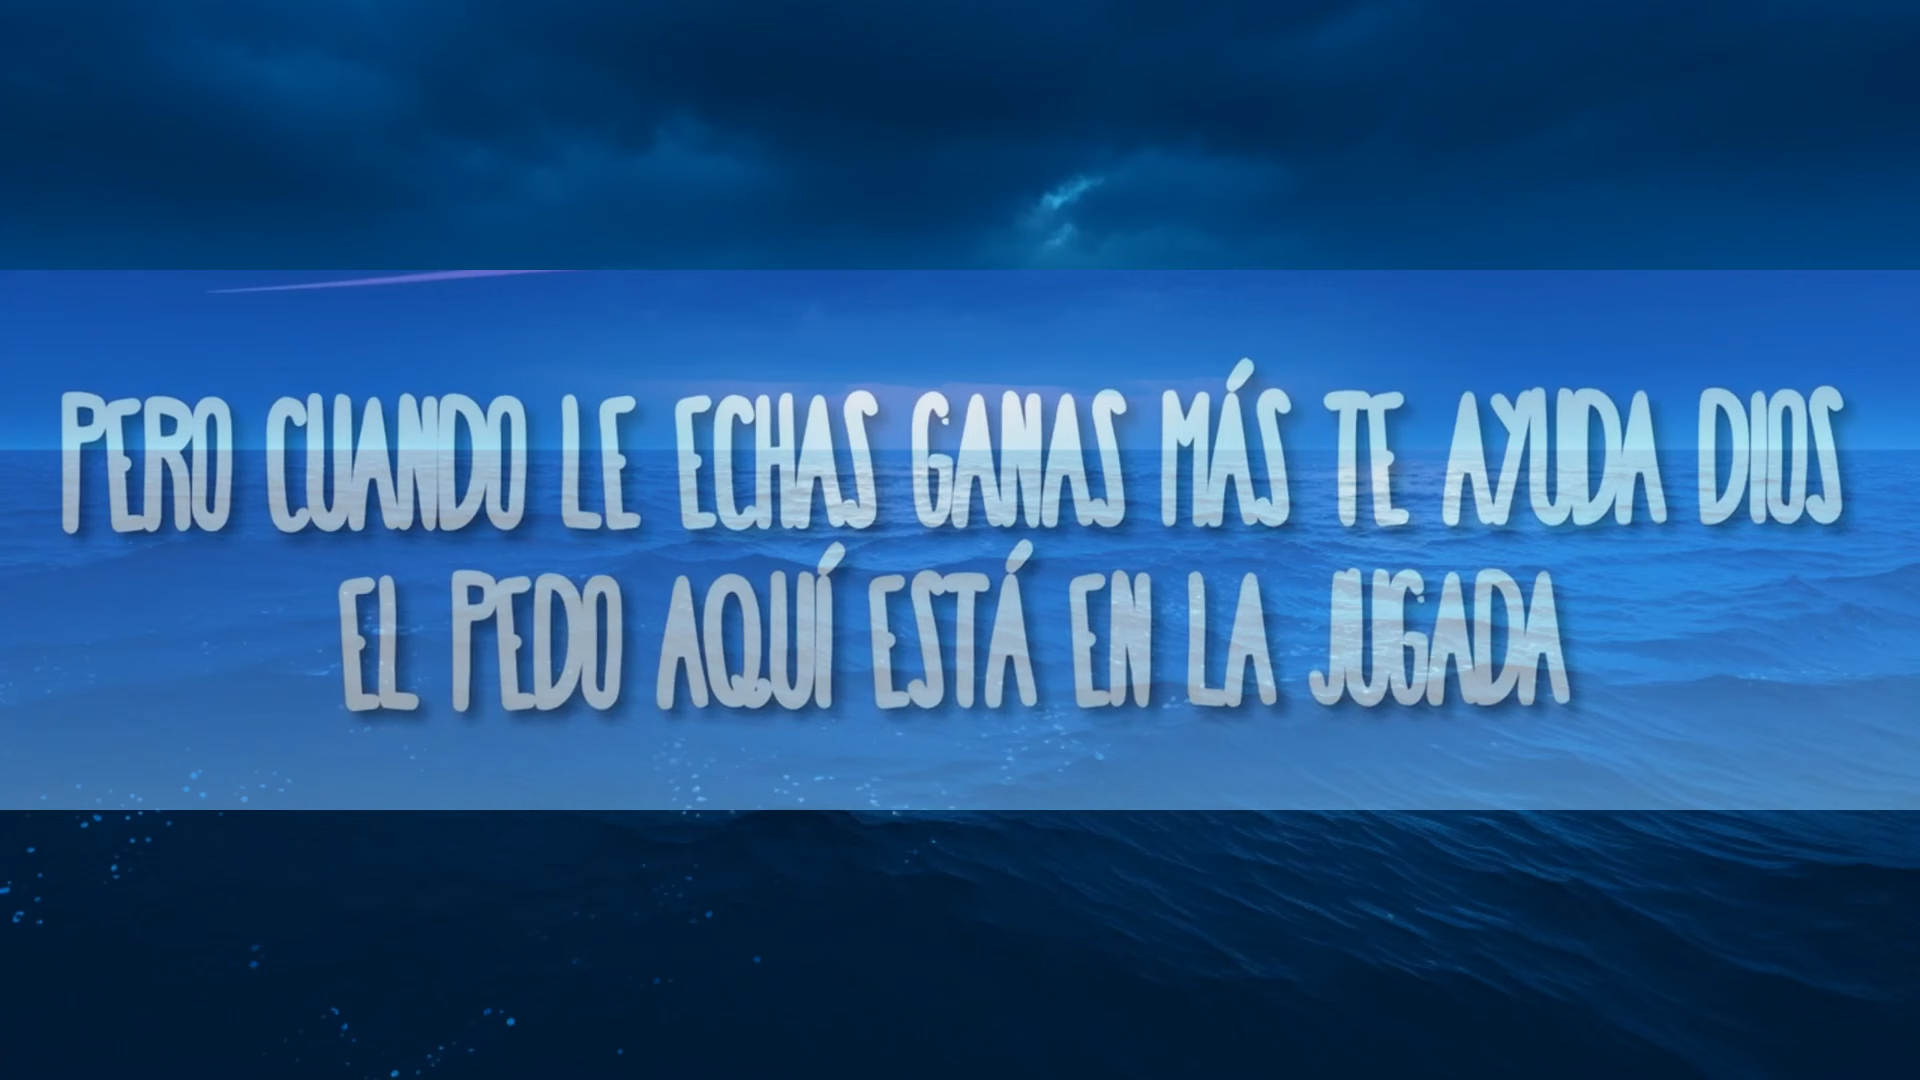 PERO CUANDO LE ECHAS GANAS MÁS TE AYUDA DIOS
EL PEDO AQUÍ ESTÁ EN LA JUGADA